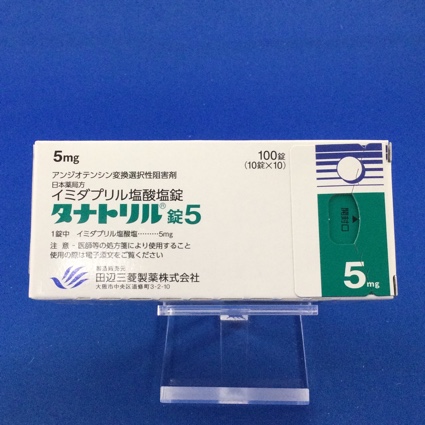 5mg
アンジオテンシン変換選択性阻害剤
100錠
(10錠×10)
日本薬局方
イミダプリル塩酸塩錠
タナトリル®錠5
1錠中 イミダプリル塩酸塩………5mg
注 意-医師等の処方箋により使用すること
使用の際は電子添文をご覧ください
製造販売元
田辺三菱製薬株式会社
大阪市中央区道修町3-2-10
開封口
5mg